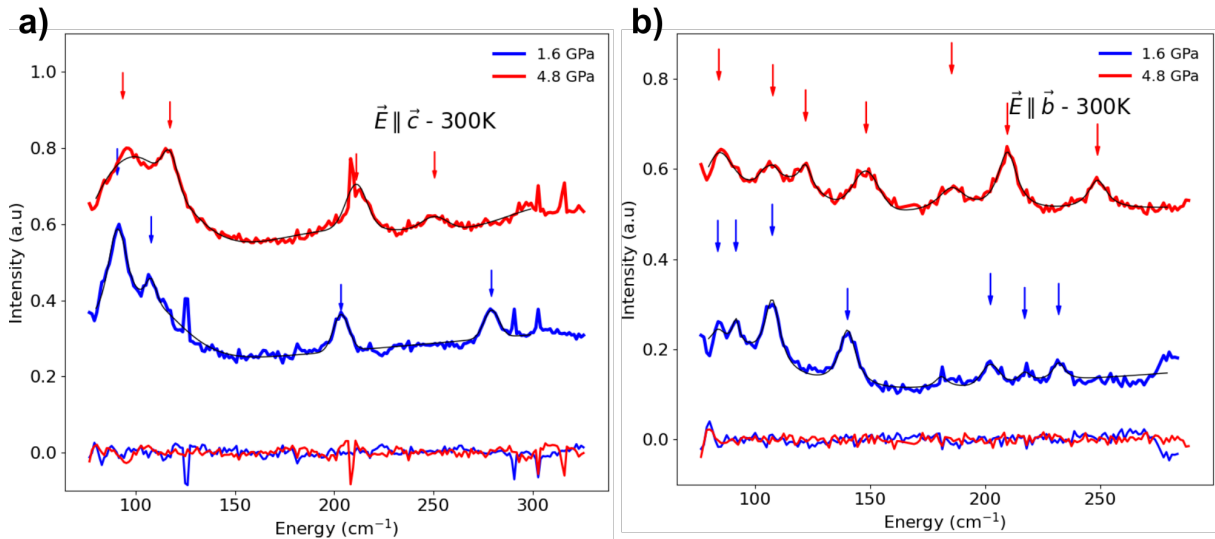 a)
1.0
0.8
0.6
0.4
0.2
0.0
Intensity (a.u)
1.6 GPa
4.8 GPa
E⃗ ∥ c⃗ - 300K
100 150 200 250 300
Energy (cm⁻¹)
b)
0.8
0.6
0.4
0.2
0.0
Intensity (a.u)
1.6 GPa
4.8 GPa
E⃗ ∥ b⃗ - 300K
100 150 200 250
Energy (cm⁻¹)